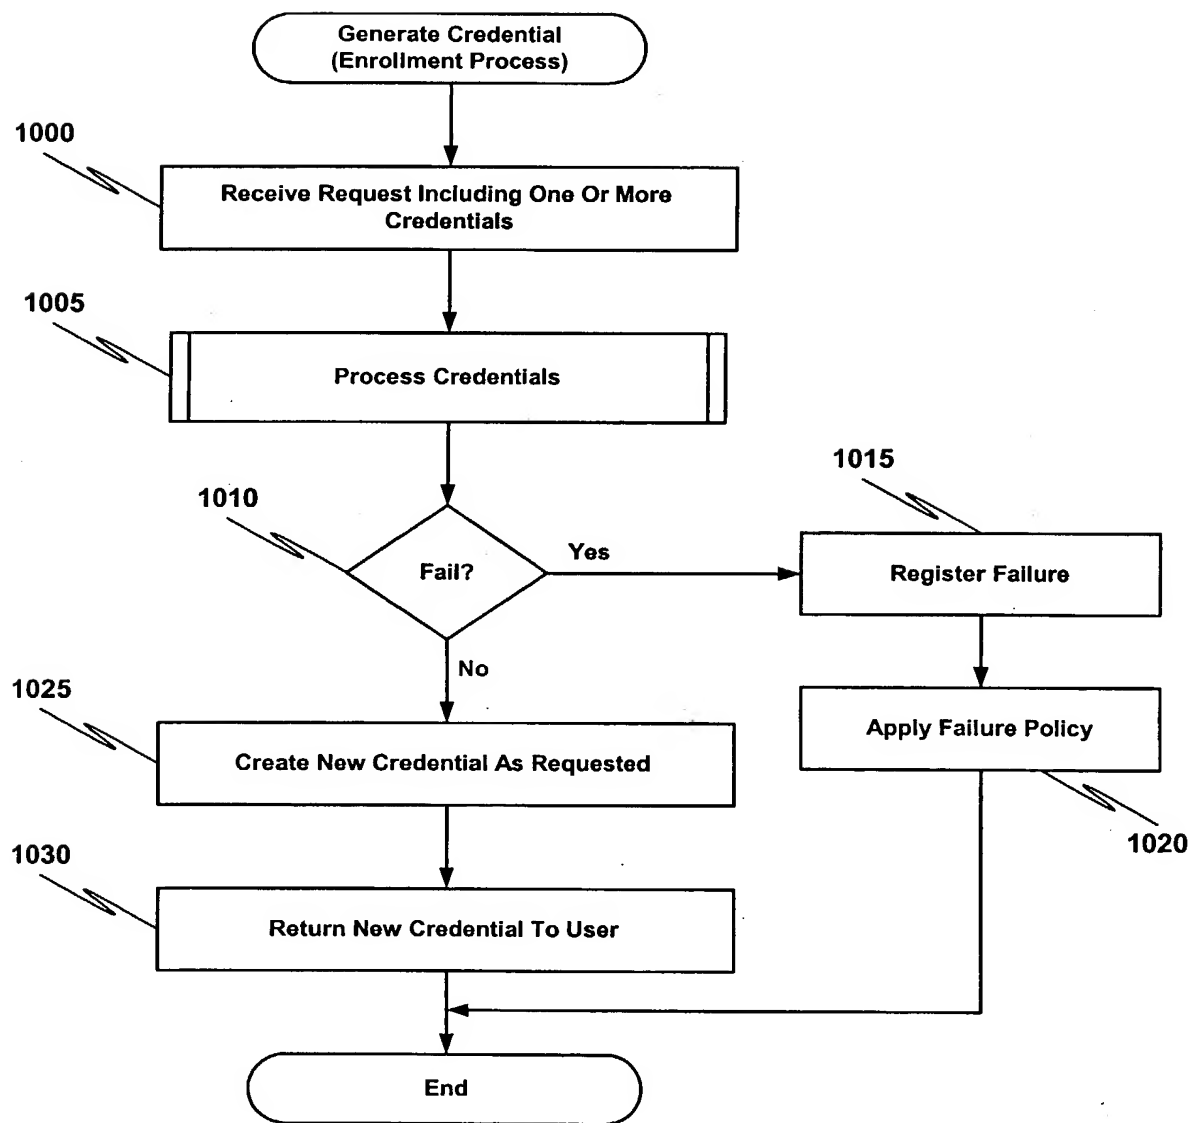 Generate Credential
(Enrollment Process)
1000
Receive Request Including One Or More
Credentials
1005
Process Credentials
1010
Fail?
Yes
1015
Register Failure
No
1025
Create New Credential As Requested
Apply Failure Policy
1020
1030
Return New Credential To User
End